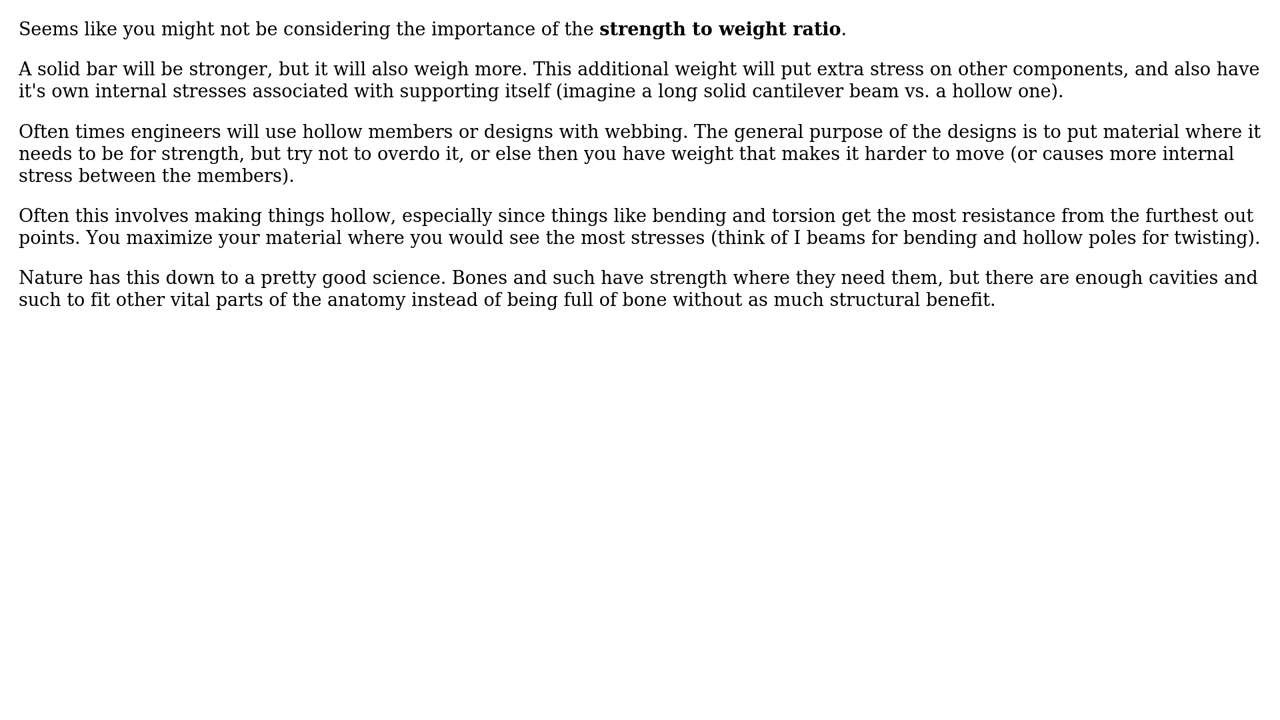 Seems like you might not be considering the importance of the strength to weight ratio.
A solid bar will be stronger, but it will also weigh more. This additional weight will put extra stress on other components, and also have
it's own internal stresses associated with supporting itself (imagine a long solid cantilever beam vs. a hollow one).
Often times engineers will use hollow members or designs with webbing. The general purpose of the designs is to put material where it
needs to be for strength, but try not to overdo it, or else then you have weight that makes it harder to move (or causes more internal
stress between the members).
Often this involves making things hollow, especially since things like bending and torsion get the most resistance from the furthest out
points. You maximize your material where you would see the most stresses (think of I beams for bending and hollow poles for twisting).
Nature has this down to a pretty good science. Bones and such have strength where they need them, but there are enough cavities and
such to fit other vital parts of the anatomy instead of being full of bone without as much structural benefit.